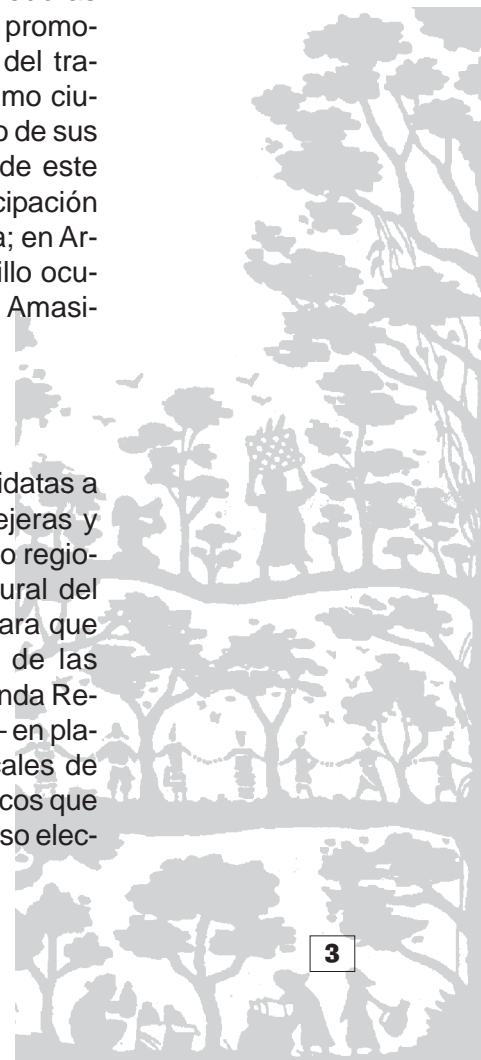 promo-
del tra-
mo ciu-
o de sus
de este
cipación
a; en Ar-
illo ocu-
Amasi-
idatas a
ejeras y
o regio-
ural del
ara que
de las
nda Re-
– en pla-
cales de
cos que
so elec-
3